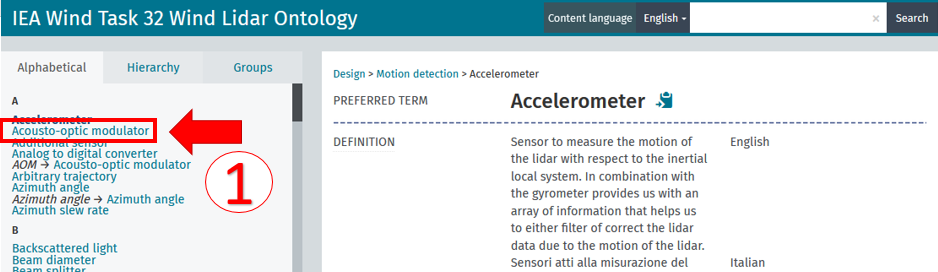 IEA Wind Task 32 Wind Lidar Ontology
Content language
English
×
Search
Alphabetical
Hierarchy
Groups
A
Accelerometer
Acousto-optic modulator
Additional sensor
Analog to digital converter
AOM → Acousto-optic modulator
Arbitrary trajectory
Azimuth angle
Azimuth angle → Azimuth angle
Azimuth slew rate
B
Backscattered light
Beam diameter
Beam splitter
1
Design > Motion detection > Accelerometer
PREFERRED TERM
Accelerometer
DEFINITION
Sensor to measure the motion of
the lidar with respect to the inertial
local system. In combination with
the gyrometer provides us with an
array of information that helps us
to either filter of correct the lidar
data due to the motion of the lidar.
English
Sensori atti alla misurazione del
Italian